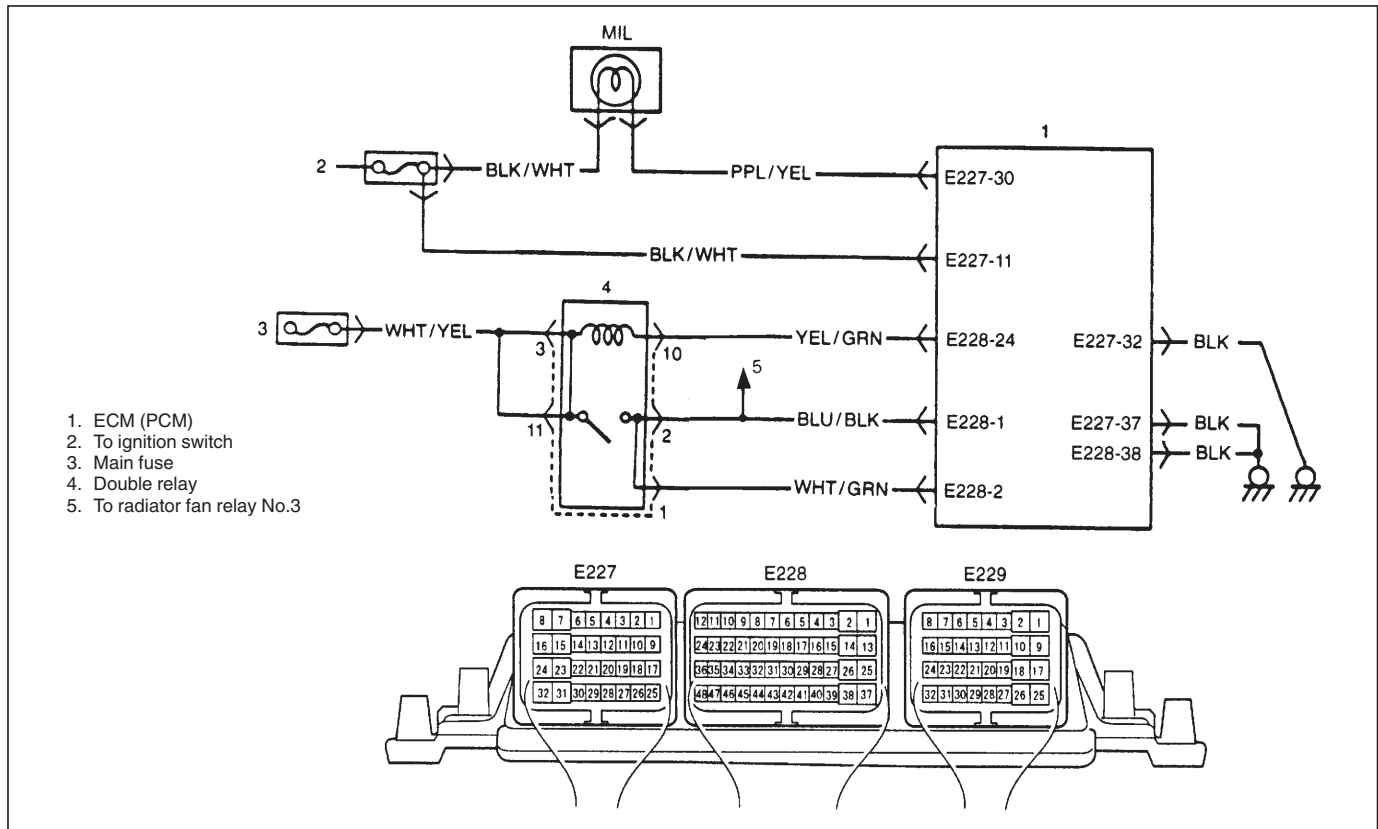 MIL
1
2
BLK/WHT
PPL/YEL
E227-30
BLK/WHT
E227-11
4
3
WHT/YEL
3
10
YEL/GRN
E228-24
E227-32
BLK
5
11
2
BLU/BLK
E228-1
E227-37
BLK
E228-38
BLK
WHT/GRN
E228-2
1
1. ECM (PCM)
2. To ignition switch
3. Main fuse
4. Double relay
5. To radiator fan relay No.3
E227
E228
E229
8 7 6 5 4 3 2 1
16 15 14 13 12 11 10 9
24 23 22 21 20 19 18 17
32 31 30 29 28 27 26 25
12 11 10 9 8 7 6 5 4 3 2 1
24 23 22 21 20 19 18 17 16 15 14 13
36 35 34 33 32 31 30 29 28 27 26 25
48 47 46 45 44 43 42 41 40 39 38 37
8 7 6 5 4 3 2 1
16 15 14 13 12 11 10 9
24 23 22 21 20 19 18 17
32 31 30 29 28 27 26 25